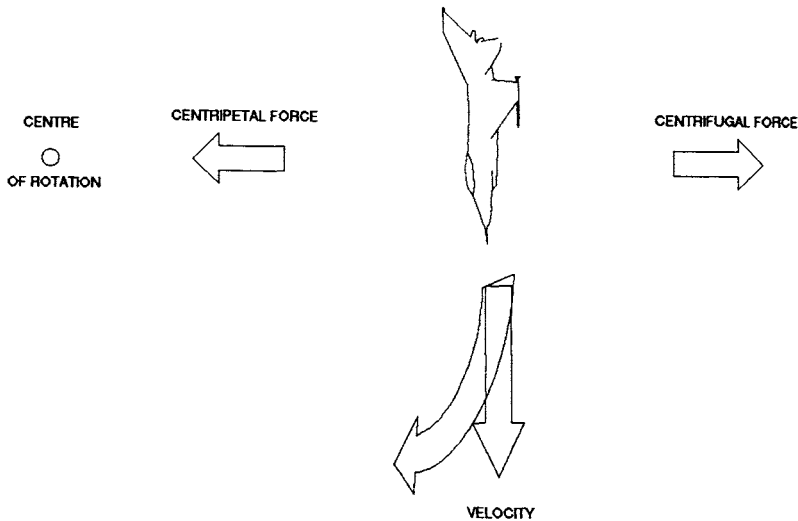 CENTRE
OF ROTATION
CENTRIPETAL FORCE
CENTRIFUGAL FORCE
VELOCITY